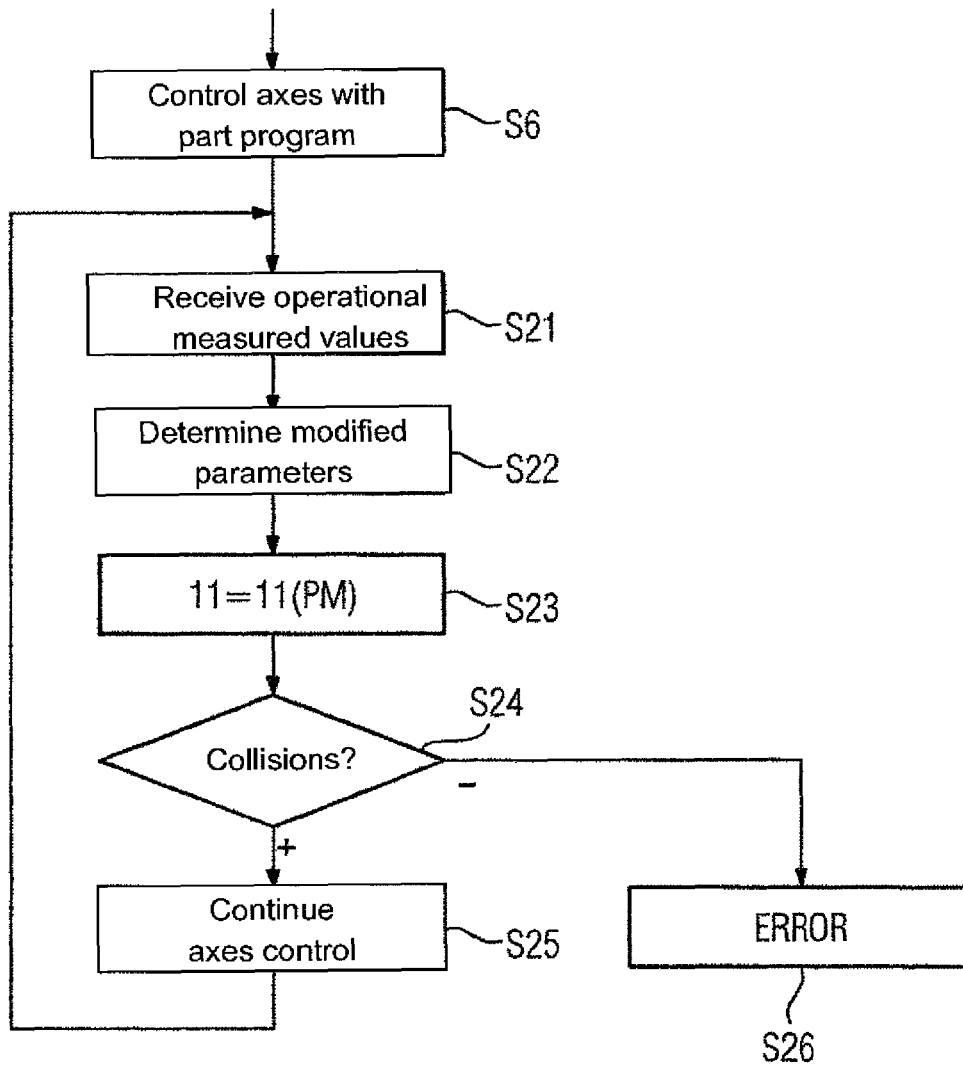 Control axes with
part program
S6
Receive operational
measured values
S21
Determine modified
parameters
S22
11=11(PM)
S23
S24
Collisions?
−
+
Continue
axes control
S25
ERROR
S26